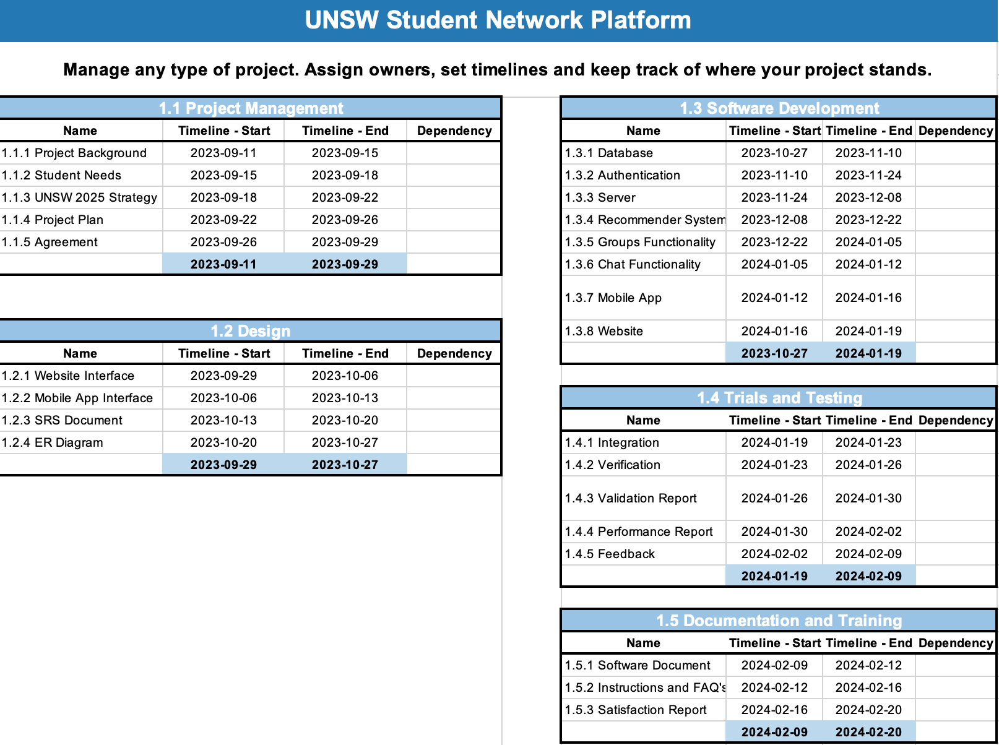 UNSW Student Network Platform
Manage any type of project. Assign owners, set timelines and keep track of where your project stands.
1.1 Project Management
Name Timeline - Start Timeline - End Dependency
1.1.1 Project Background 2023-09-11 2023-09-15
1.1.2 Student Needs 2023-09-15 2023-09-18
1.1.3 UNSW 2025 Strategy 2023-09-18 2023-09-22
1.1.4 Project Plan 2023-09-22 2023-09-26
1.1.5 Agreement 2023-09-26 2023-09-29
2023-09-11 2023-09-29
1.2 Design
Name Timeline - Start Timeline - End Dependency
1.2.1 Website Interface 2023-09-29 2023-10-06
1.2.2 Mobile App Interface 2023-10-06 2023-10-13
1.2.3 SRS Document 2023-10-13 2023-10-20
1.2.4 ER Diagram 2023-10-20 2023-10-27
2023-09-29 2023-10-27
1.3 Software Development
Name Timeline - Start Timeline - End Dependency
1.3.1 Database 2023-10-27 2023-11-10
1.3.2 Authentication 2023-11-10 2023-11-24
1.3.3 Server 2023-11-24 2023-12-08
1.3.4 Recommender System 2023-12-08 2023-12-22
1.3.5 Groups Functionality 2023-12-22 2024-01-05
1.3.6 Chat Functionality 2024-01-05 2024-01-12
1.3.7 Mobile App 2024-01-12 2024-01-16
1.3.8 Website 2024-01-16 2024-01-19
2023-10-27 2024-01-19
1.4 Trials and Testing
Name Timeline - Start Timeline - End Dependency
1.4.1 Integration 2024-01-19 2024-01-23
1.4.2 Verification 2024-01-23 2024-01-26
1.4.3 Validation Report 2024-01-26 2024-01-30
1.4.4 Performance Report 2024-01-30 2024-02-02
1.4.5 Feedback 2024-02-02 2024-02-09
2024-01-19 2024-02-09
1.5 Documentation and Training
Name Timeline - Start Timeline - End Dependency
1.5.1 Software Document 2024-02-09 2024-02-12
1.5.2 Instructions and FAQ's 2024-02-12 2024-02-16
1.5.3 Satisfaction Report 2024-02-16 2024-02-20
2024-02-09 2024-02-20